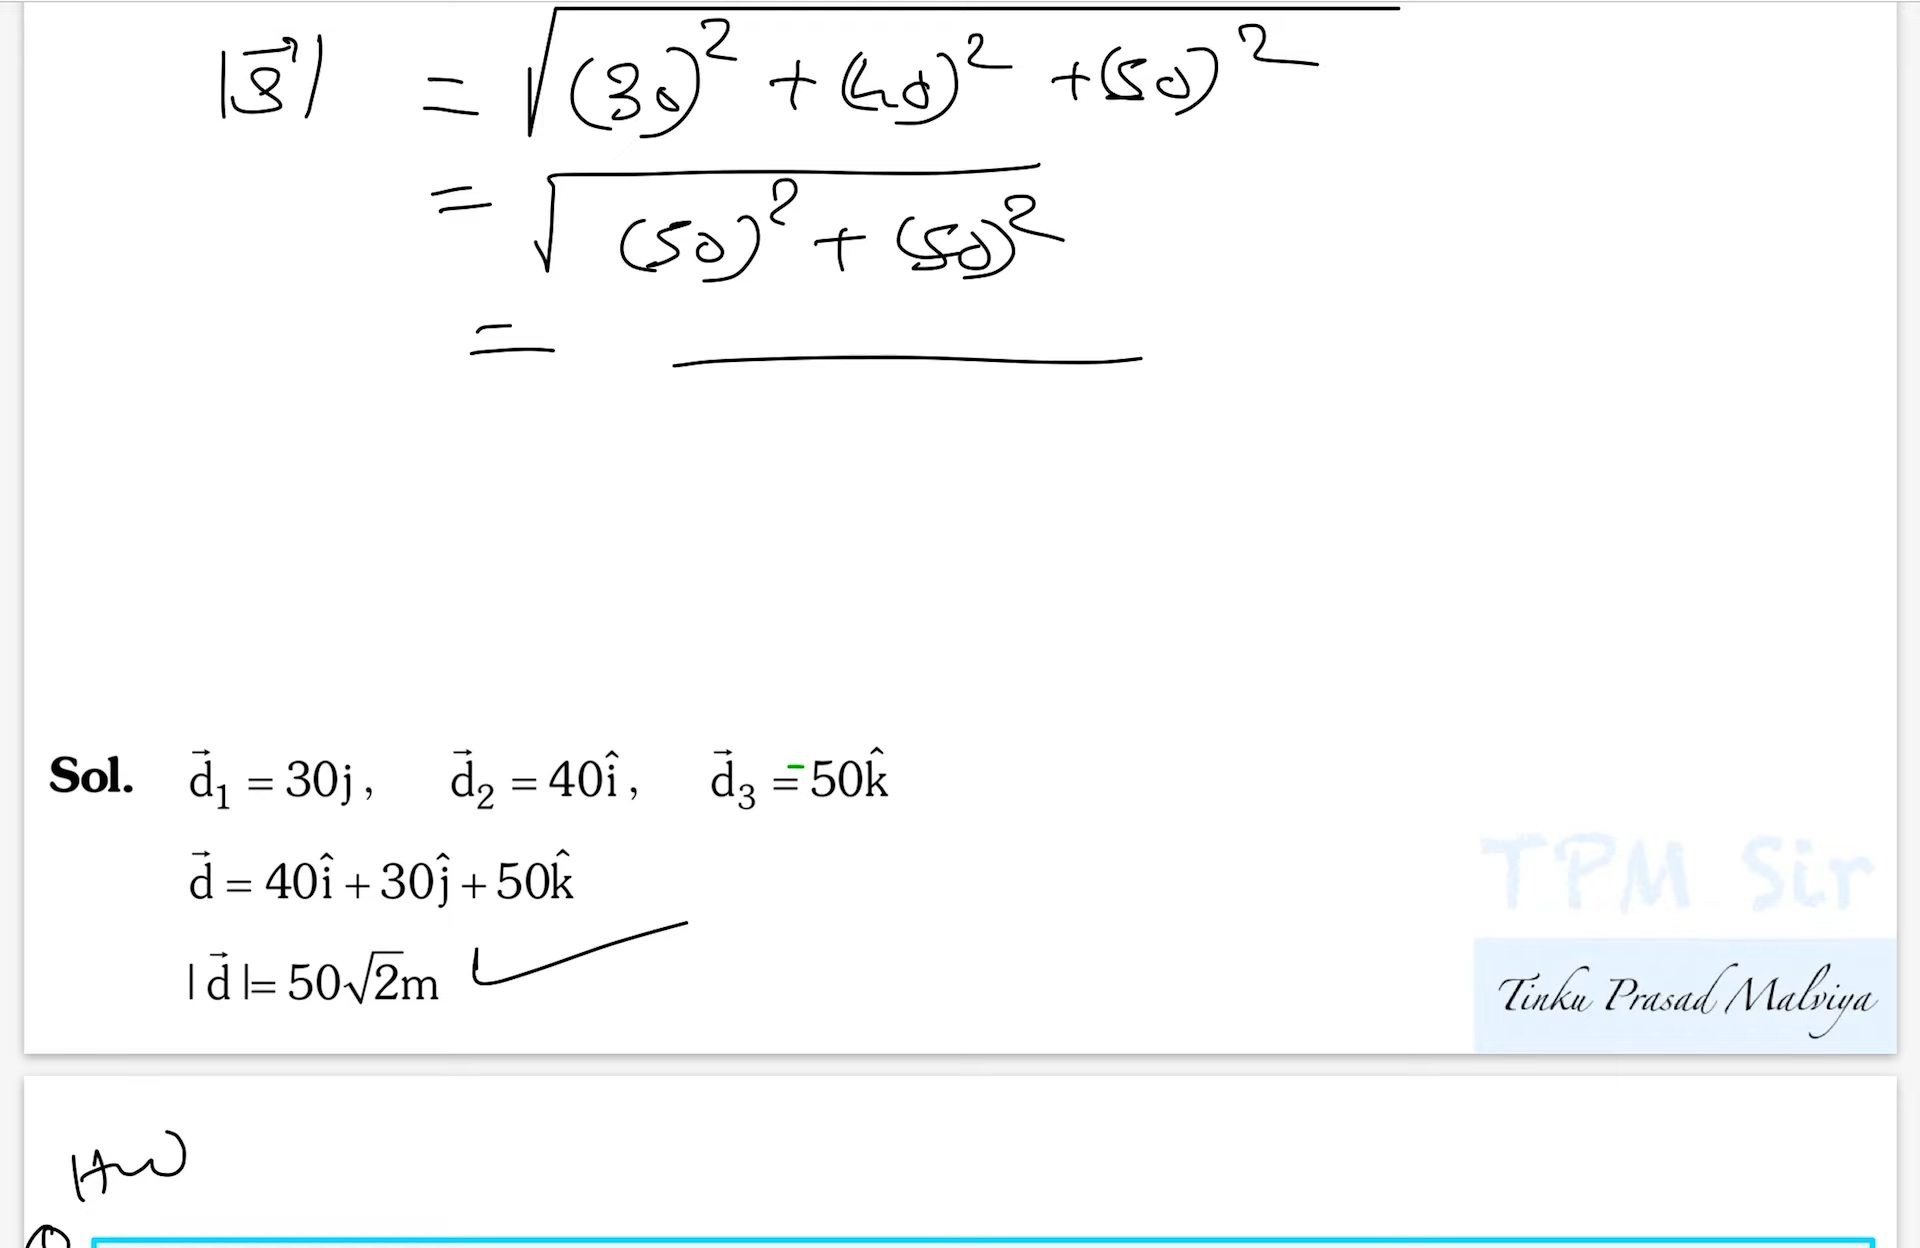 |s⃗| = √(30)² + (40)² + (50)²
= √(50)² + (50)²
=
Sol. d⃗₁ = 30j, d⃗₂ = 40î, d⃗₃ = -50k̂
d⃗ = 40î + 30ĵ + 50k̂
|d⃗|= 50√2m
TPM Sir
Tinku Prasad Malviya
HW